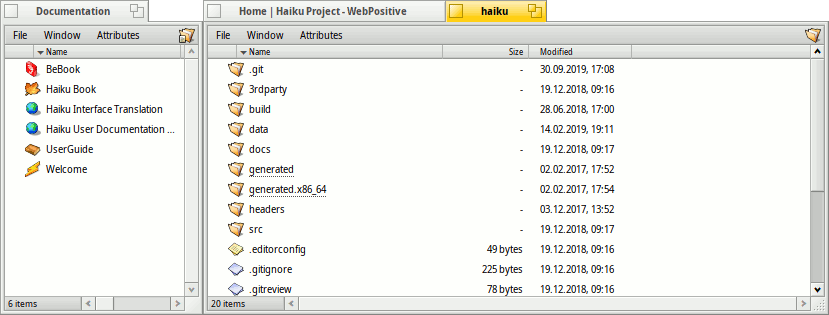 Documentation
File Window Attributes
Name
BeBook
Haiku Book
Haiku Interface Translation
Haiku User Documentation ...
UserGuide
Welcome
6 items
Home | Haiku Project - WebPositive haiku
File Window Attributes
Name Size Modified
.git - 30.09.2019, 17:08
3rdparty - 19.12.2018, 09:16
build - 28.06.2018, 17:00
data - 14.02.2019, 19:11
docs - 19.12.2018, 09:17
generated - 02.02.2017, 17:52
generated.x86_64 - 02.02.2017, 17:54
headers - 03.12.2017, 13:52
src - 19.12.2018, 09:17
.editorconfig 49 bytes 19.12.2018, 09:16
.gitignore 225 bytes 19.12.2018, 09:16
.gitreview 78 bytes 19.12.2018, 09:16
20 items